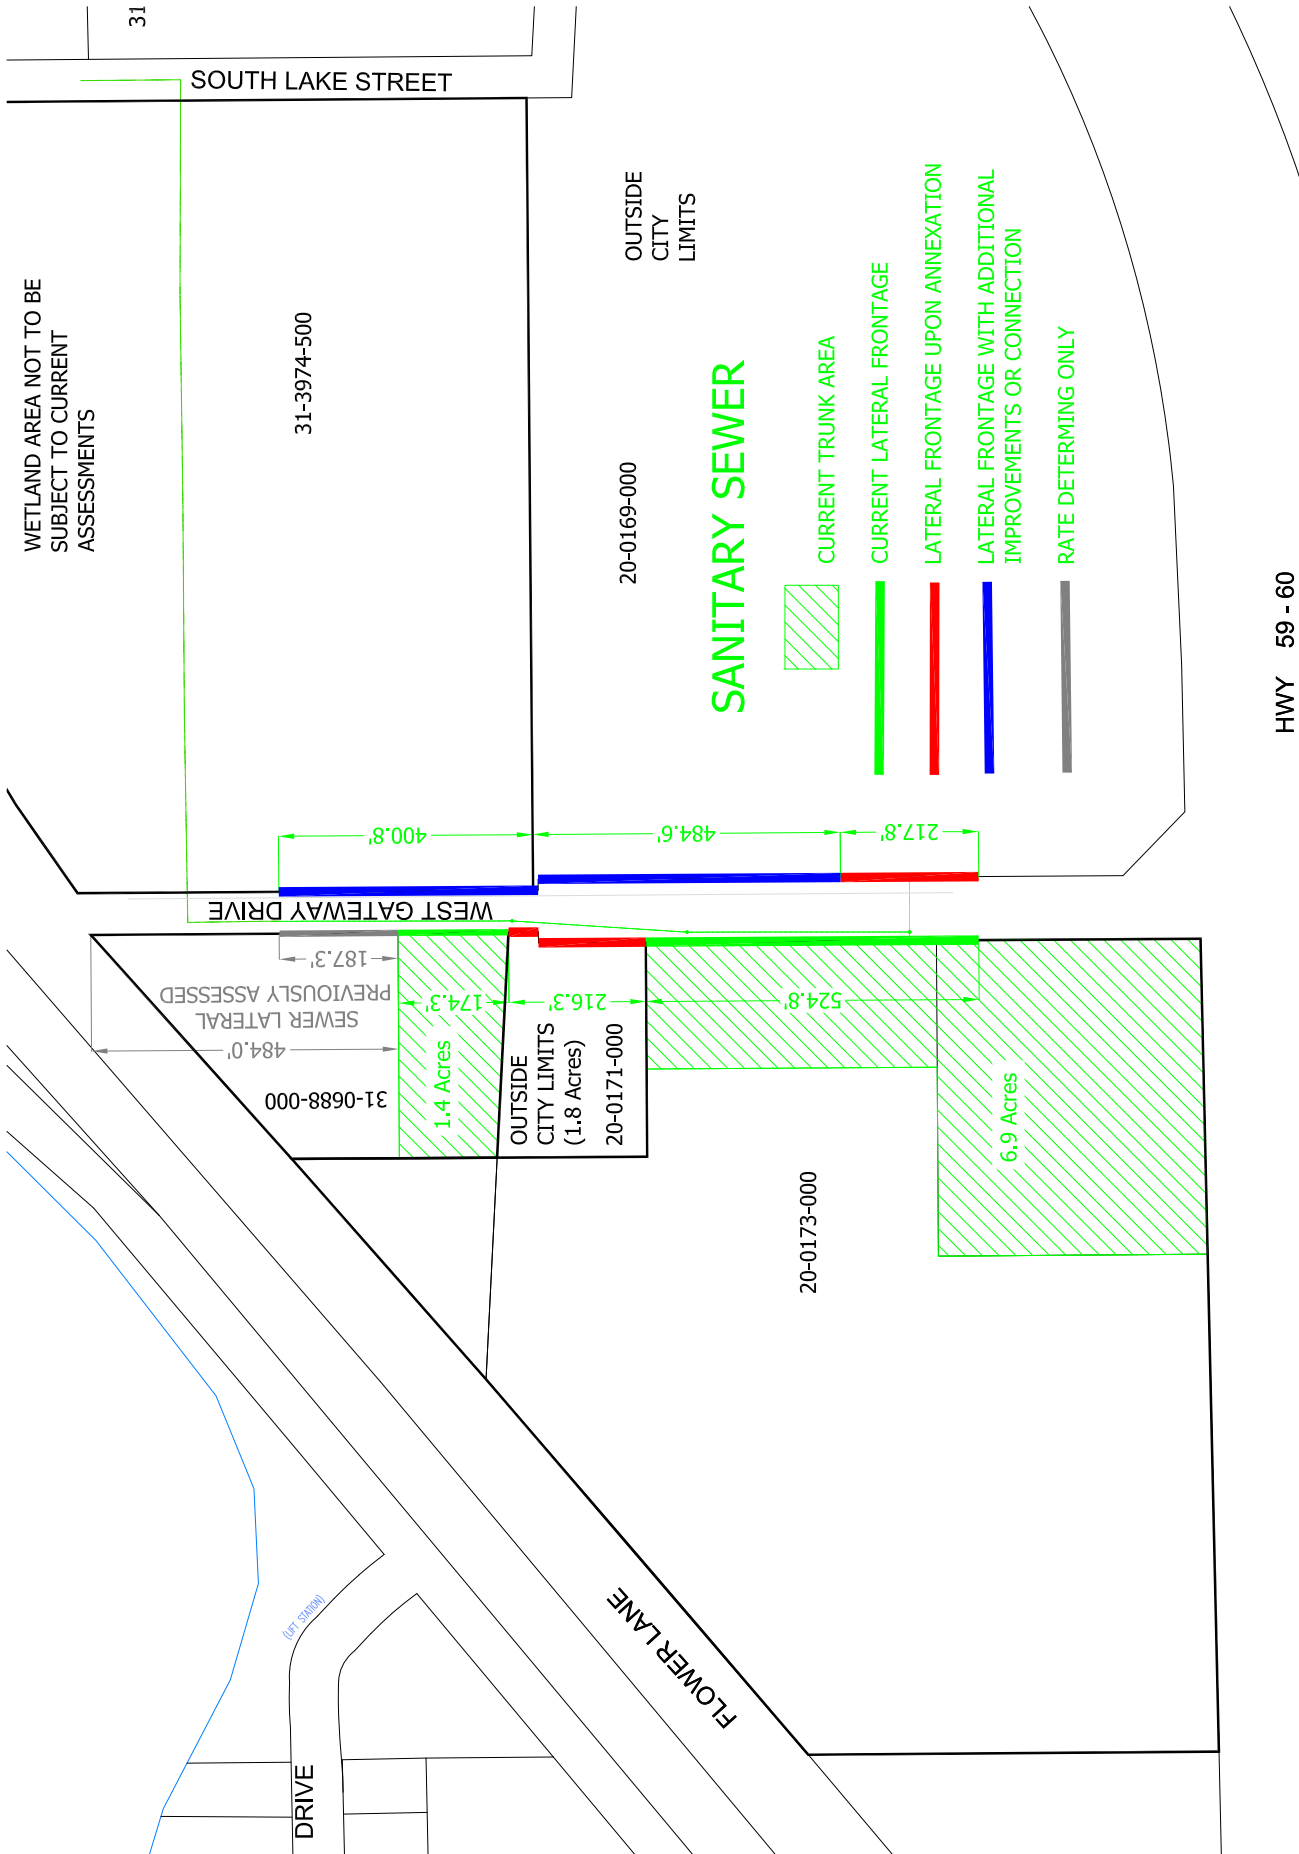 31
SOUTH LAKE STREET
WETLAND AREA NOT TO BE
SUBJECT TO CURRENT
ASSESSMENTS
31-3974-500
OUTSIDE
CITY
LIMITS
20-0169-000
SANITARY SEWER
CURRENT TRUNK AREA
CURRENT LATERAL FRONTAGE
LATERAL FRONTAGE UPON ANNEXATION
LATERAL FRONTAGE WITH ADDITIONAL
IMPROVEMENTS OR CONNECTION
RATE DETERMING ONLY
HWY 59 - 60
400.8'
484.6'
217.8'
WEST GATEWAY DRIVE
187.3'
SEWER LATERAL
PREVIOUSLY ASSESSED
484.0'
174.3'
216.3'
524.8'
31-0688-000
1.4 Acres
OUTSIDE
CITY LIMITS
(1.8 Acres)
20-0171-000
6.9 Acres
20-0173-000
FLOWER LANE
(LIFT STATION)
DRIVE